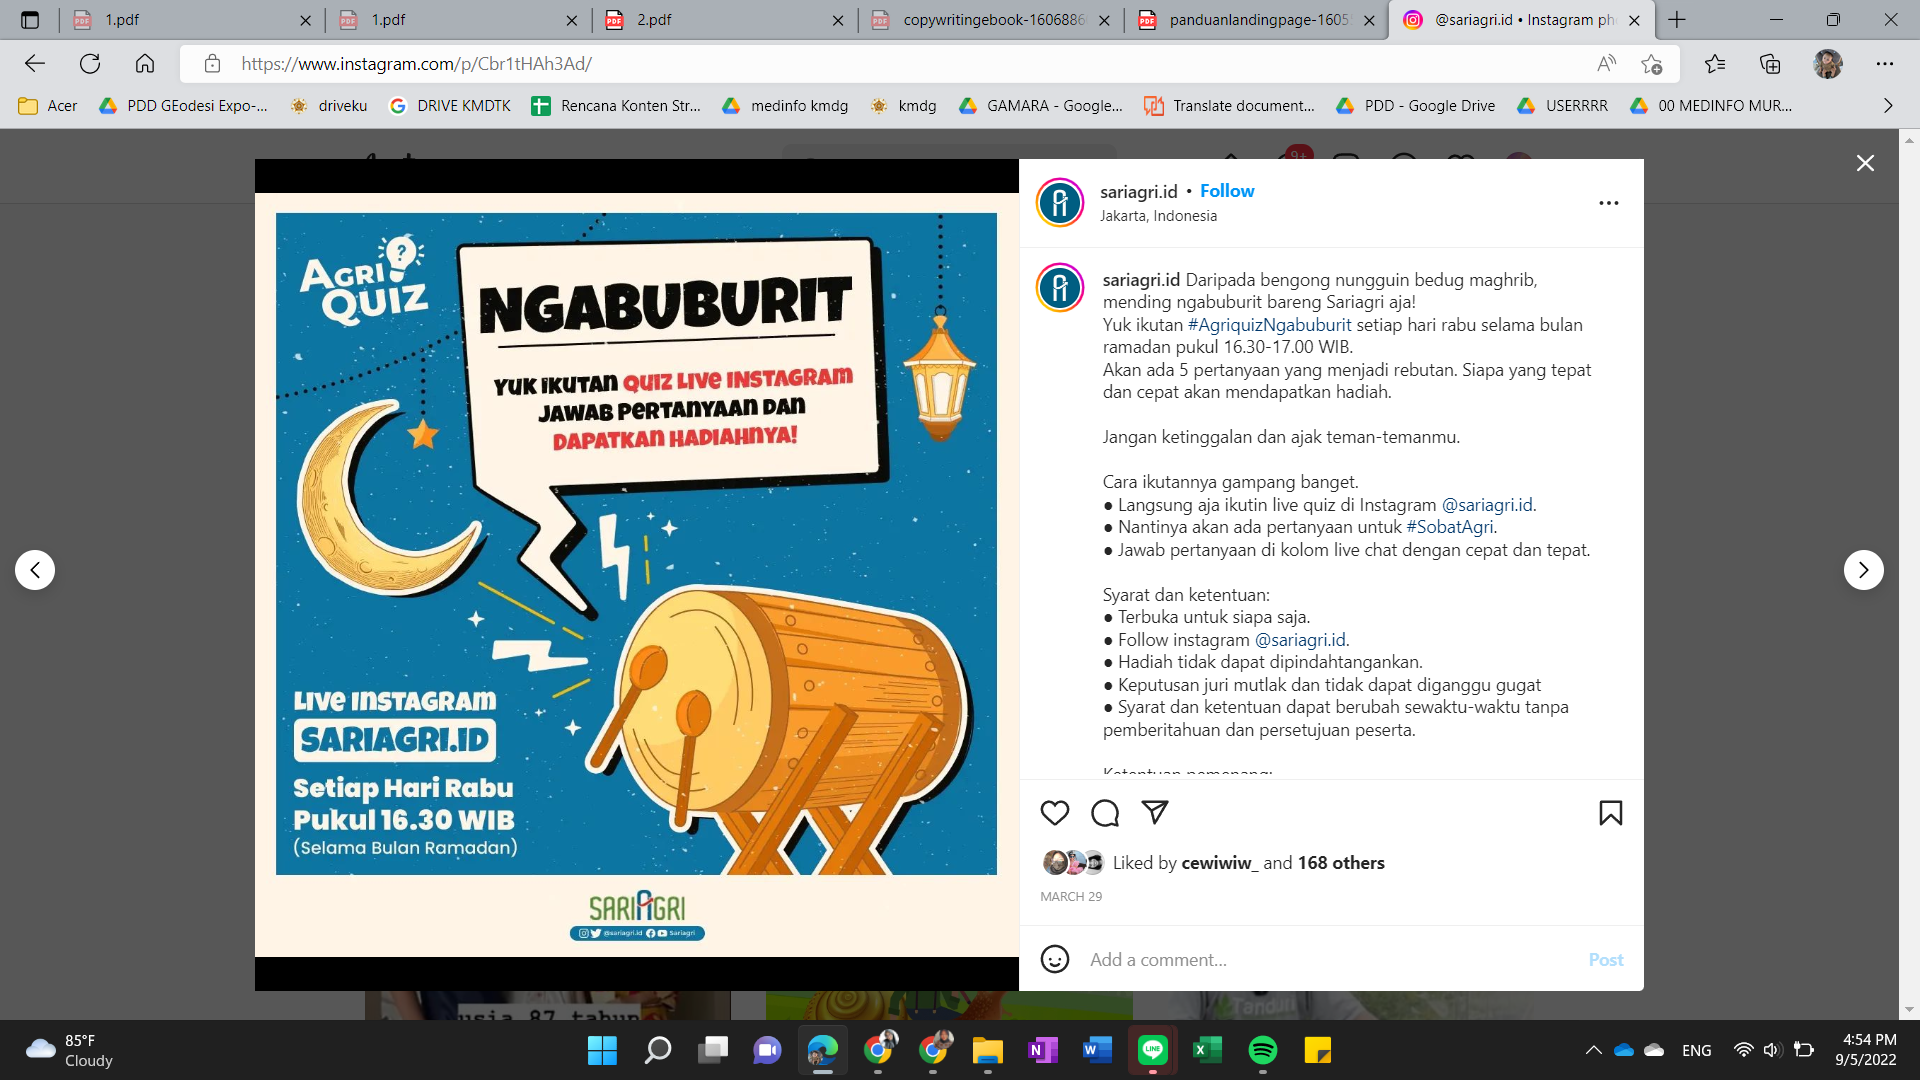 1.pdf
1.pdf
2.pdf
copywritingebook-1606886
panduanlandingpage-1605
@sariagri.id • Instagram ph
https://www.instagram.com/p/Cbr1tHAh3Ad/
Acer
PDD GEodesi Expo-...
driveku
DRIVE KMDTK
Rencana Konten Str...
medinfo kmdg
kmdg
GAMARA - Google...
Translate document...
PDD - Google Drive
USERRRR
00 MEDINFO MUR...
9+
AGRI
QUIZ
NGABUBURIT
YUK IKUTAN QUIZ LIVE INSTAGRAM
JAWAB PERTANYAAN DAN
DAPATKAN HADIAHNYA!
LIVE INSTAGRAM
SARIAGRI.ID
Setiap Hari Rabu
Pukul 16.30 WIB
(Selama Bulan Ramadan)
SARIAGRI
@sariagri.id Sariagri
sariagri.id • Follow
Jakarta, Indonesia
sariagri.id Daripada bengong nungguin bedug maghrib,
mending ngabuburit bareng Sariagri aja!
Yuk ikutan #AgriquizNgabuburit setiap hari rabu selama bulan
ramadan pukul 16.30-17.00 WIB.
Akan ada 5 pertanyaan yang menjadi rebutan. Siapa yang tepat
dan cepat akan mendapatkan hadiah.
Jangan ketinggalan dan ajak teman-temanmu.
Cara ikutannya gampang banget.
● Langsung aja ikutin live quiz di Instagram @sariagri.id.
● Nantinya akan ada pertanyaan untuk #SobatAgri.
● Jawab pertanyaan di kolom live chat dengan cepat dan tepat.
Syarat dan ketentuan:
● Terbuka untuk siapa saja.
● Follow instagram @sariagri.id.
● Hadiah tidak dapat dipindahtangankan.
● Keputusan juri mutlak dan tidak dapat diganggu gugat
● Syarat dan ketentuan dapat berubah sewaktu-waktu tanpa
pemberitahuan dan persetujuan peserta.
Ketentuan pemenang:
Liked by cewiwiw_ and 168 others
MARCH 29
Add a comment...
Post
usia 87 tahun
Tanduri
85°F
Cloudy
ENG
4:54 PM
9/5/2022